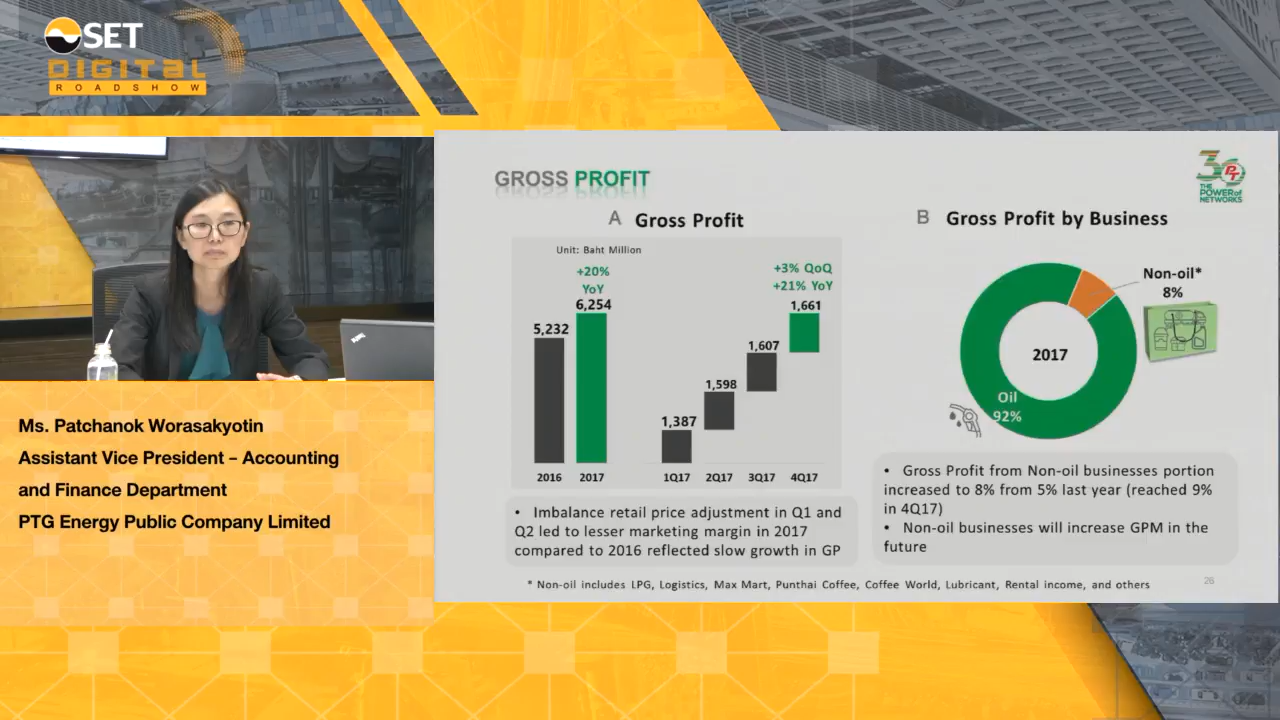 SET
DIGITAL
ROADSHOW
Ms. Patchanok Worasakyotin
Assistant Vice President – Accounting
and Finance Department
PTG Energy Public Company Limited
GROSS PROFIT
30
PT
THE
POWER of
NETWORKS
A Gross Profit
Unit: Baht Million
+20%
YoY
6,254
5,232
2016
2017
+3% QoQ
+21% YoY
1,661
1,607
1,598
1,387
1Q17
2Q17
3Q17
4Q17
• Imbalance retail price adjustment in Q1 and
Q2 led to lesser marketing margin in 2017
compared to 2016 reflected slow growth in GP
B Gross Profit by Business
Non-oil*
8%
2017
Oil
92%
• Gross Profit from Non-oil businesses portion
increased to 8% from 5% last year (reached 9%
in 4Q17)
• Non-oil businesses will increase GPM in the
future
* Non-oil includes LPG, Logistics, Max Mart, Punthai Coffee, Coffee World, Lubricant, Rental income, and others